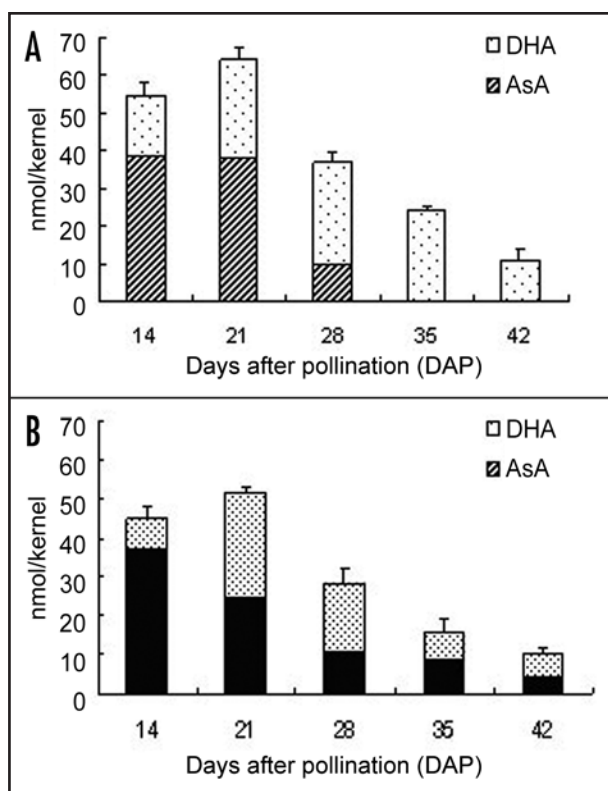 A
70
60
50
40
30
20
10
0
nmol/kernel
DHA
AsA
14 21 28 35 42
Days after pollination (DAP)
B
70
60
50
40
30
20
10
0
nmol/kernel
DHA
AsA
14 21 28 35 42
Days after pollination (DAP)